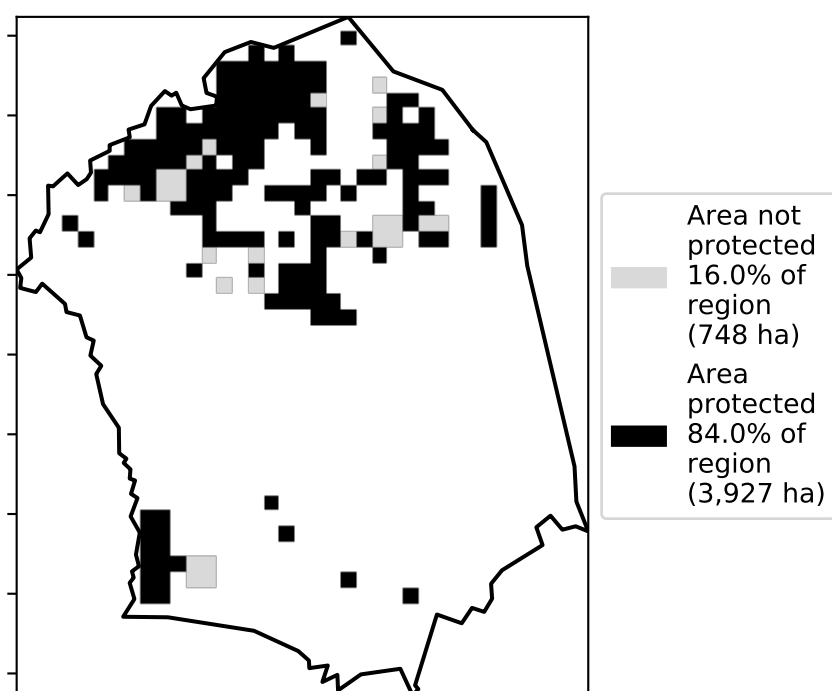 Area not
protected
16.0% of
region
(748 ha)
Area
protected
84.0% of
region
(3,927 ha)